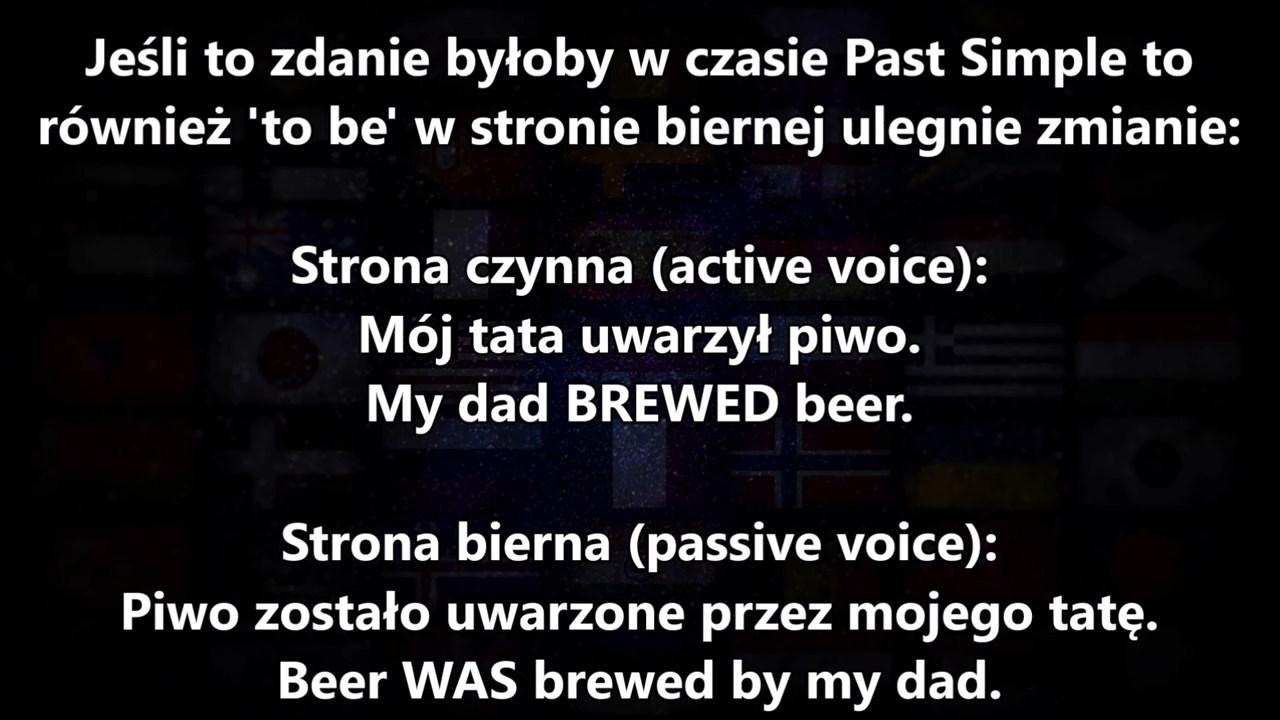 Jeśli to zdanie byłoby w czasie Past Simple to
również 'to be' w stronie biernej ulegnie zmianie:
Strona czynna (active voice):
Mój tata uwarzył piwo.
My dad BREWED beer.
Strona bierna (passive voice):
Piwo zostało uwarzone przez mojego tatę.
Beer WAS brewed by my dad.